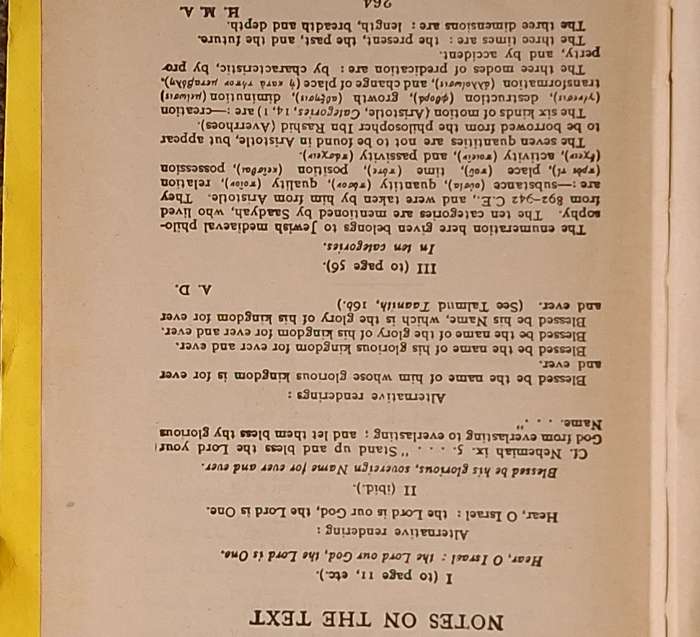 NOTES ON THE TEXT
I (to page 11, etc.).
Hear, O Israel : the Lord our God, the Lord is One.
Alternative rendering :
Hear, O Israel : the Lord is our God, the Lord is One.
II (ibid.).
Blessed be his glorious, sovereign Name for ever and ever.
Cf. Nehemiah ix. 5. . . . "Stand up and bless the Lord your
God from everlasting to everlasting ; and let them bless thy glorious
Name. . . ."
Alternative renderings :
Blessed be the name of him whose glorious kingdom is for ever
and ever.
Blessed be the name of his glorious kingdom for ever and ever.
Blessed be the name of the glory of his kingdom for ever and ever.
Blessed be his Name, which is the glory of his kingdom for ever
and ever. (See Talmud Taanith, 16b.)
A. D.
III (to page 56).
In ten categories.
The enumeration here given belongs to Jewish mediaeval philo-
sophy. The ten categories are mentioned by Saadyah, who lived
from 892–942 C.E., and were taken by him from Aristotle. They
are :—substance (οὐσία), quantity (πόσον), quality (ποῖον), relation
(πρός τί), place (ποῦ), time (πότε), position (κεῖσθαι), possession
(ἔχειν), activity (ποιεῖν), and passivity (πάσχειν).
The seven quantities are not to be found in Aristotle, but appear
to be borrowed from the philosopher Ibn Rashid (Averrhoes).
The six kinds of motion (Aristotle, Categories, 14, 1) are :—creation
(γένεσις), destruction (φθορά), growth (αὔξησις), diminution (μείωσις)
transformation (ἀλλοίωσις), and change of place (ἡ κατὰ τόπον μεταβολή),
The three modes of predication are : by characteristic, by pro-
perty, and by accident.
The three times are : the present, the past, and the future.
The three dimensions are : length, breadth and depth.
H. M. A.
264